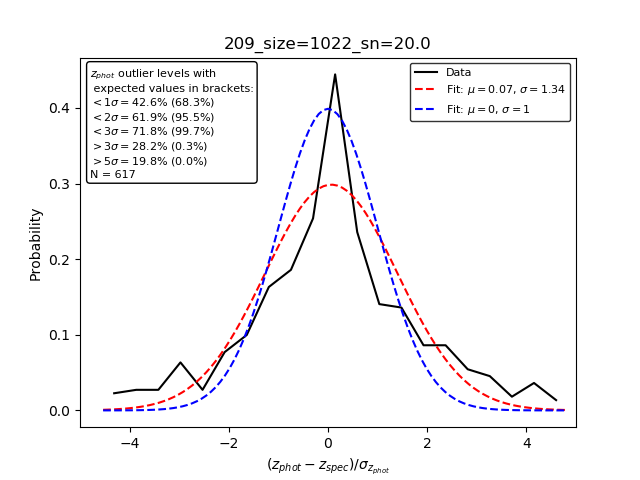 209_size=1022_sn=20.0
z_phot outlier levels with
expected values in brackets:
<1σ=42.6% (68.3%)
<2σ=61.9% (95.5%)
<3σ=71.8% (99.7%)
>3σ=28.2% (0.3%)
>5σ=19.8% (0.0%)
N = 617
Data
Fit: μ=0.07, σ=1.34
Fit: μ=0, σ=1
Probability
0.4
0.3
0.2
0.1
0.0
−4 −2 0 2 4
(z_phot − z_spec)/σ_z_phot